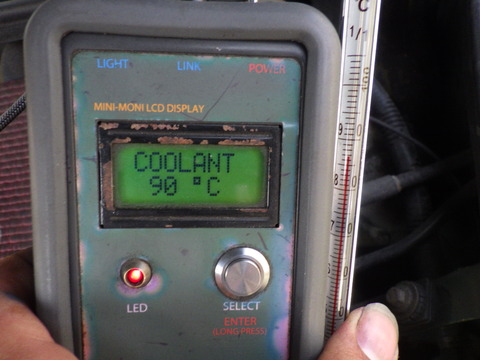 °C
LIGHT LINK POWER
MINI-MONI LCD DISPLAY
COOLANT
90 °C
LED
SELECT
ENTER
(LONG PRESS)